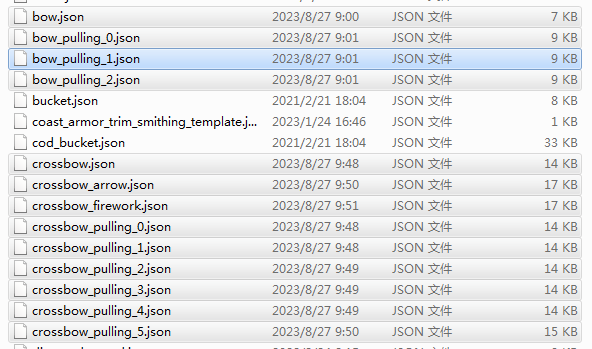 bow.json 2023/8/27 9:00 JSON 文件 7 KB
bow_pulling_0.json 2023/8/27 9:01 JSON 文件 9 KB
bow_pulling_1.json 2023/8/27 9:01 JSON 文件 9 KB
bow_pulling_2.json 2023/8/27 9:01 JSON 文件 9 KB
bucket.json 2021/2/21 18:04 JSON 文件 8 KB
coast_armor_trim_smithing_template.j... 2023/1/24 16:46 JSON 文件 1 KB
cod_bucket.json 2021/2/21 18:04 JSON 文件 33 KB
crossbow.json 2023/8/27 9:48 JSON 文件 14 KB
crossbow_arrow.json 2023/8/27 9:50 JSON 文件 17 KB
crossbow_firework.json 2023/8/27 9:51 JSON 文件 17 KB
crossbow_pulling_0.json 2023/8/27 9:48 JSON 文件 14 KB
crossbow_pulling_1.json 2023/8/27 9:48 JSON 文件 14 KB
crossbow_pulling_2.json 2023/8/27 9:49 JSON 文件 14 KB
crossbow_pulling_3.json 2023/8/27 9:49 JSON 文件 14 KB
crossbow_pulling_4.json 2023/8/27 9:49 JSON 文件 14 KB
crossbow_pulling_5.json 2023/8/27 9:50 JSON 文件 15 KB